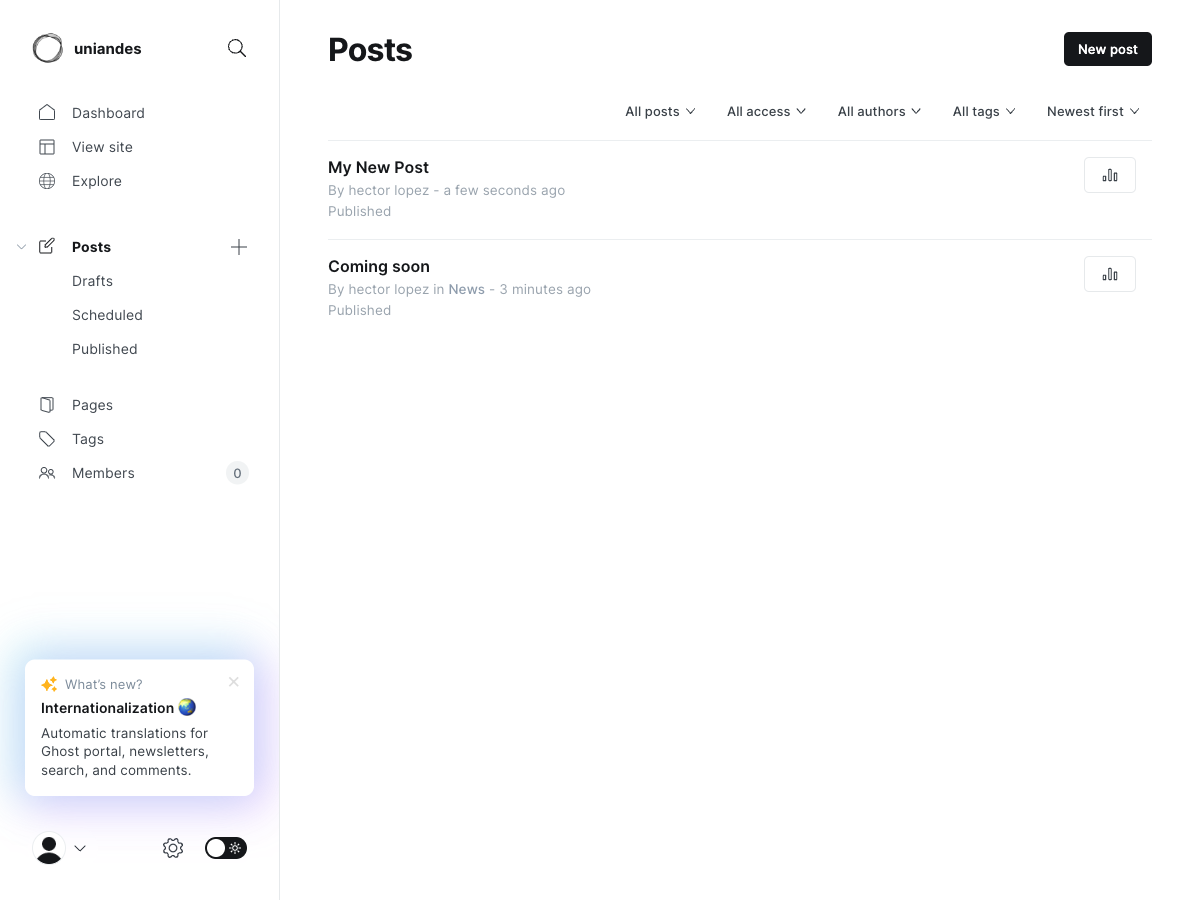 uniandes
Dashboard
View site
Explore
Posts
Drafts
Scheduled
Published
Pages
Tags
Members 0
What's new?
Internationalization
Automatic translations for
Ghost portal, newsletters,
search, and comments.
Posts
New post
All posts All access All authors All tags Newest first
My New Post
By hector lopez - a few seconds ago
Published
Coming soon
By hector lopez in News - 3 minutes ago
Published